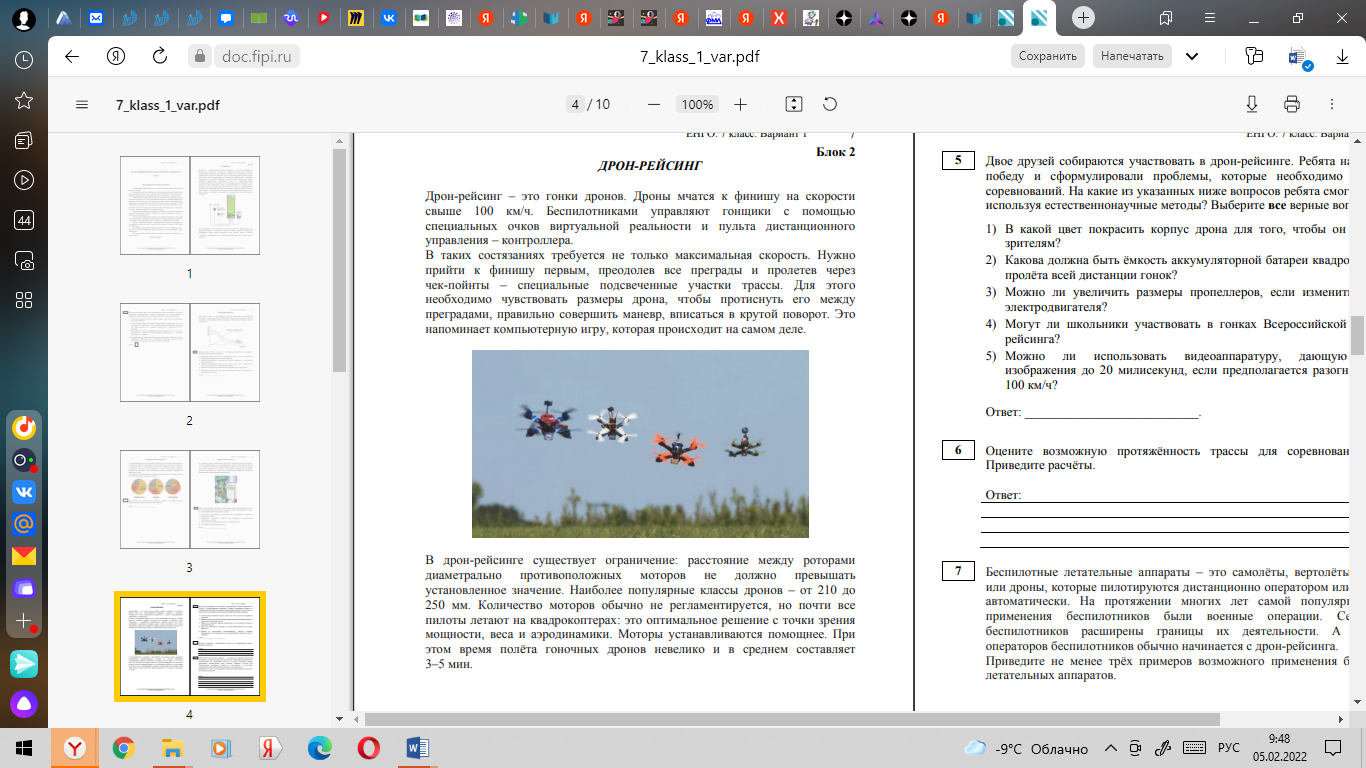 doc.fipi.ru
7_klass_1_var.pdf
Сохранить
Напечатать
7_klass_1_var.pdf
4 / 10
100%
44
1
2
3
4
ЕНГО. 7 класс. Вариант 1 7
Блок 2
ДРОН-РЕЙСИНГ
Дрон-рейсинг – это гонки дронов. Дроны мчатся к финишу на скорости
свыше 100 км/ч. Беспилотниками управляют гонщики с помощью
специальных очков виртуальной реальности и пульта дистанционного
управления – контроллера.
В таких состязаниях требуется не только максимальная скорость. Нужно
прийти к финишу первым, преодолев все преграды и пролетев через
чек-пойнты – специальные подсвеченные участки трассы. Для этого
необходимо чувствовать размеры дрона, чтобы протиснуть его между
преградами, правильно совершить маневр, вписаться в крутой поворот. Это
напоминает компьютерную игру, которая происходит на самом деле.
В дрон-рейсинге существует ограничение: расстояние между роторами
диаметрально противоположных моторов не должно превышать
установленное значение. Наиболее популярные классы дронов – от 210 до
250 мм. Количество моторов обычно не регламентируется, но почти все
пилоты летают на квадрокоптерах: это оптимальное решение с точки зрения
мощности, веса и аэродинамики. Моторы устанавливаются помощнее. При
этом время полёта гоночных дронов невелико и в среднем составляет
3–5 мин.
ЕНГО. 7 класс. Вариа
5
Двое друзей собираются участвовать в дрон-рейсинге. Ребята на
победу и сформулировали проблемы, которые необходимо
соревнований. На какие из указанных ниже вопросов ребята смог
используя естественнонаучные методы? Выберите все верные вог
1) В какой цвет покрасить корпус дрона для того, чтобы он
зрителям?
2) Какова должна быть ёмкость аккумуляторной батареи квадро
пролёта всей дистанции гонок?
3) Можно ли увеличить размеры пропеллеров, если изменить
электродвигателя?
4) Могут ли школьники участвовать в гонках Всероссийской
рейсинга?
5) Можно ли использовать видеоаппаратуру, дающую
изображения до 20 милисекунд, если предполагается разогн
100 км/ч?
Ответ: ____________________________.
6
Оцените возможную протяжённость трассы для соревнован
Приведите расчёты.
Ответ:
7
Беспилотные летательные аппараты – это самолёты, вертолёты
или дроны, которые пилотируются дистанционно оператором или
автоматически. На протяжении многих лет самой популярн
применения беспилотников были военные операции. Се
беспилотников расширены границы их деятельности. А
операторов беспилотников обычно начинается с дрон-рейсинга.
Приведите не менее трёх примеров возможного применения б
летательных аппаратов.
-9°C Облачно
РУС
9:48
05.02.2022